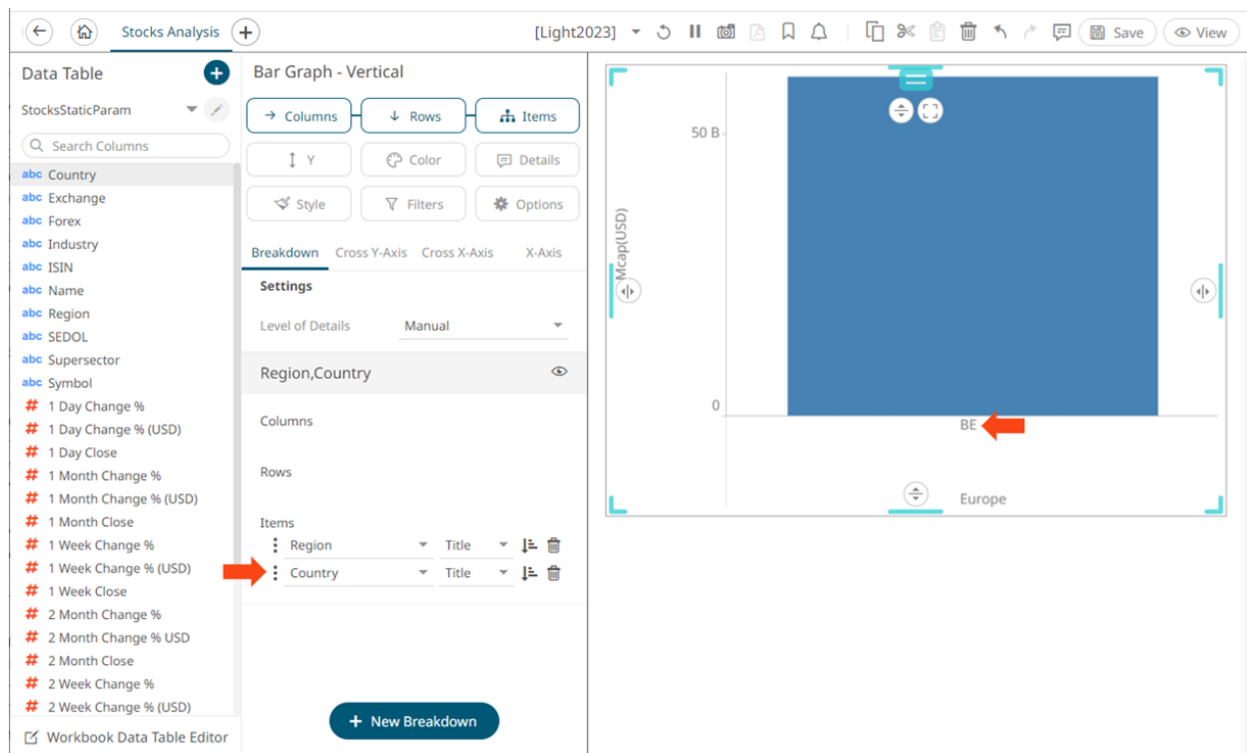 Stocks Analysis
[Light2023]
Save
View
Data Table
StocksStaticParam
Search Columns
abc Country
abc Exchange
abc Forex
abc Industry
abc ISIN
abc Name
abc Region
abc SEDOL
abc Supersector
abc Symbol
# 1 Day Change %
# 1 Day Change % (USD)
# 1 Day Close
# 1 Month Change %
# 1 Month Change % (USD)
# 1 Month Close
# 1 Week Change %
# 1 Week Change % (USD)
# 1 Week Close
# 2 Month Change %
# 2 Month Change % USD
# 2 Month Close
# 2 Week Change %
# 2 Week Change % (USD)
Workbook Data Table Editor
Bar Graph - Vertical
Columns
Rows
Items
Y
Color
Details
Style
Filters
Options
Breakdown Cross Y-Axis Cross X-Axis X-Axis
Settings
Level of Details Manual
Region,Country
Columns
Rows
Items
Region Title
Country Title
+ New Breakdown
50 B
Mcap(USD)
0
BE
Europe